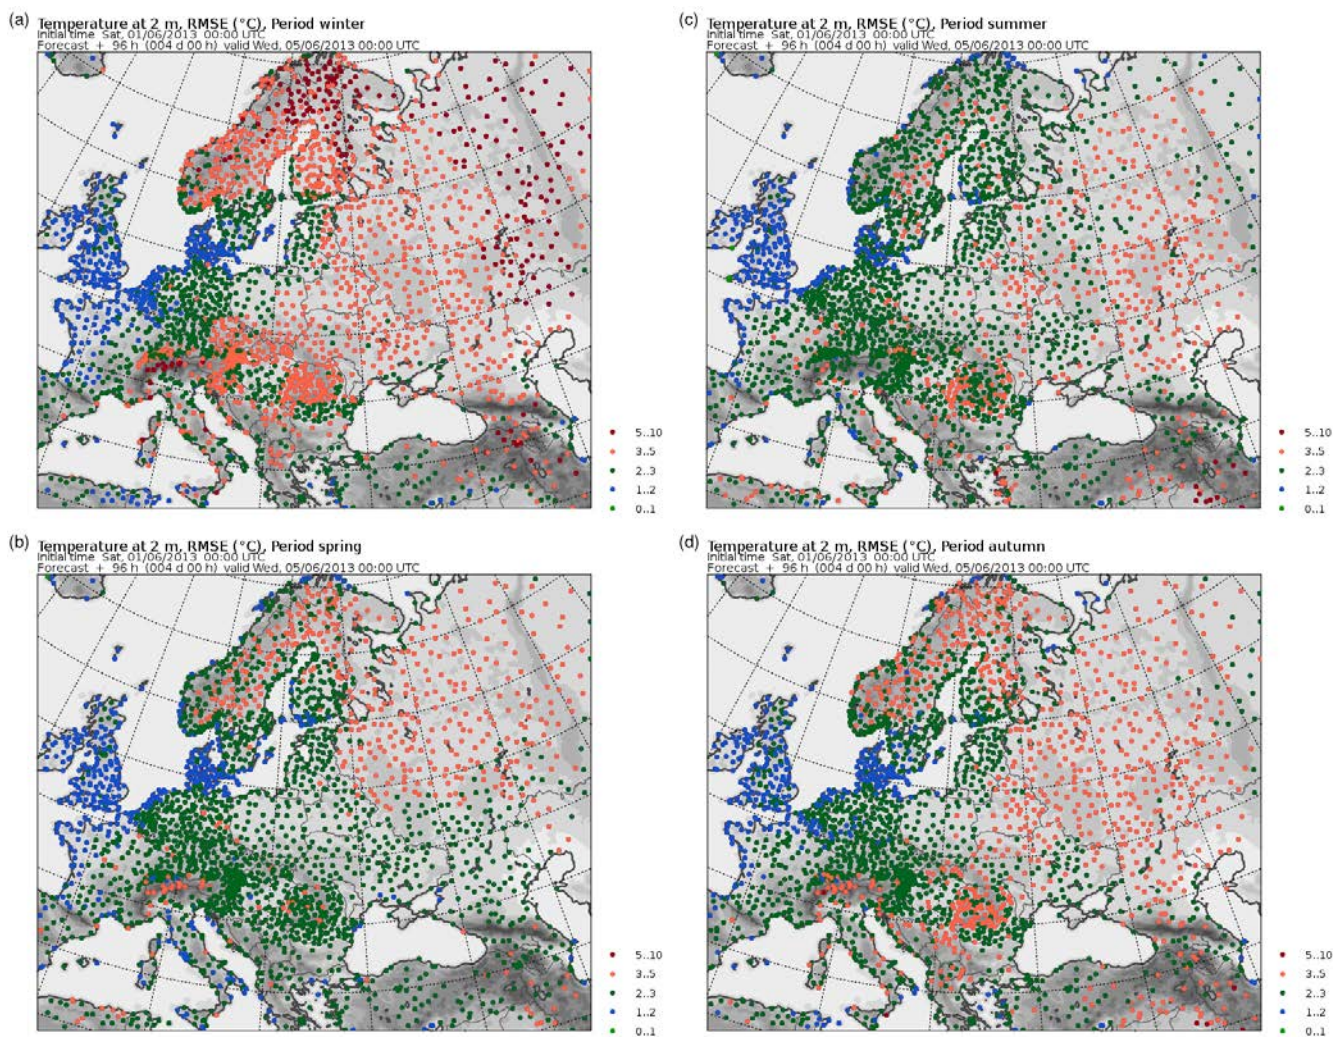 (a) Temperature at 2 m, RMSE (°C), Period winter
Initial time Sat, 01/06/2013 00:00 UTC
Forecast + 96 h (004 d 00 h) valid Wed, 05/06/2013 00:00 UTC
5..10
3..5
2..3
1..2
0..1
(c) Temperature at 2 m, RMSE (°C), Period summer
Initial time Sat, 01/06/2013 00:00 UTC
Forecast + 96 h (004 d 00 h) valid Wed, 05/06/2013 00:00 UTC
5..10
3..5
2..3
1..2
0..1
(b) Temperature at 2 m, RMSE (°C), Period spring
Initial time Sat, 01/06/2013 00:00 UTC
Forecast + 96 h (004 d 00 h) valid Wed, 05/06/2013 00:00 UTC
5..10
3..5
2..3
1..2
0..1
(d) Temperature at 2 m, RMSE (°C), Period autumn
Initial time Sat, 01/06/2013 00:00 UTC
Forecast + 96 h (004 d 00 h) valid Wed, 05/06/2013 00:00 UTC
5..10
3..5
2..3
1..2
0..1